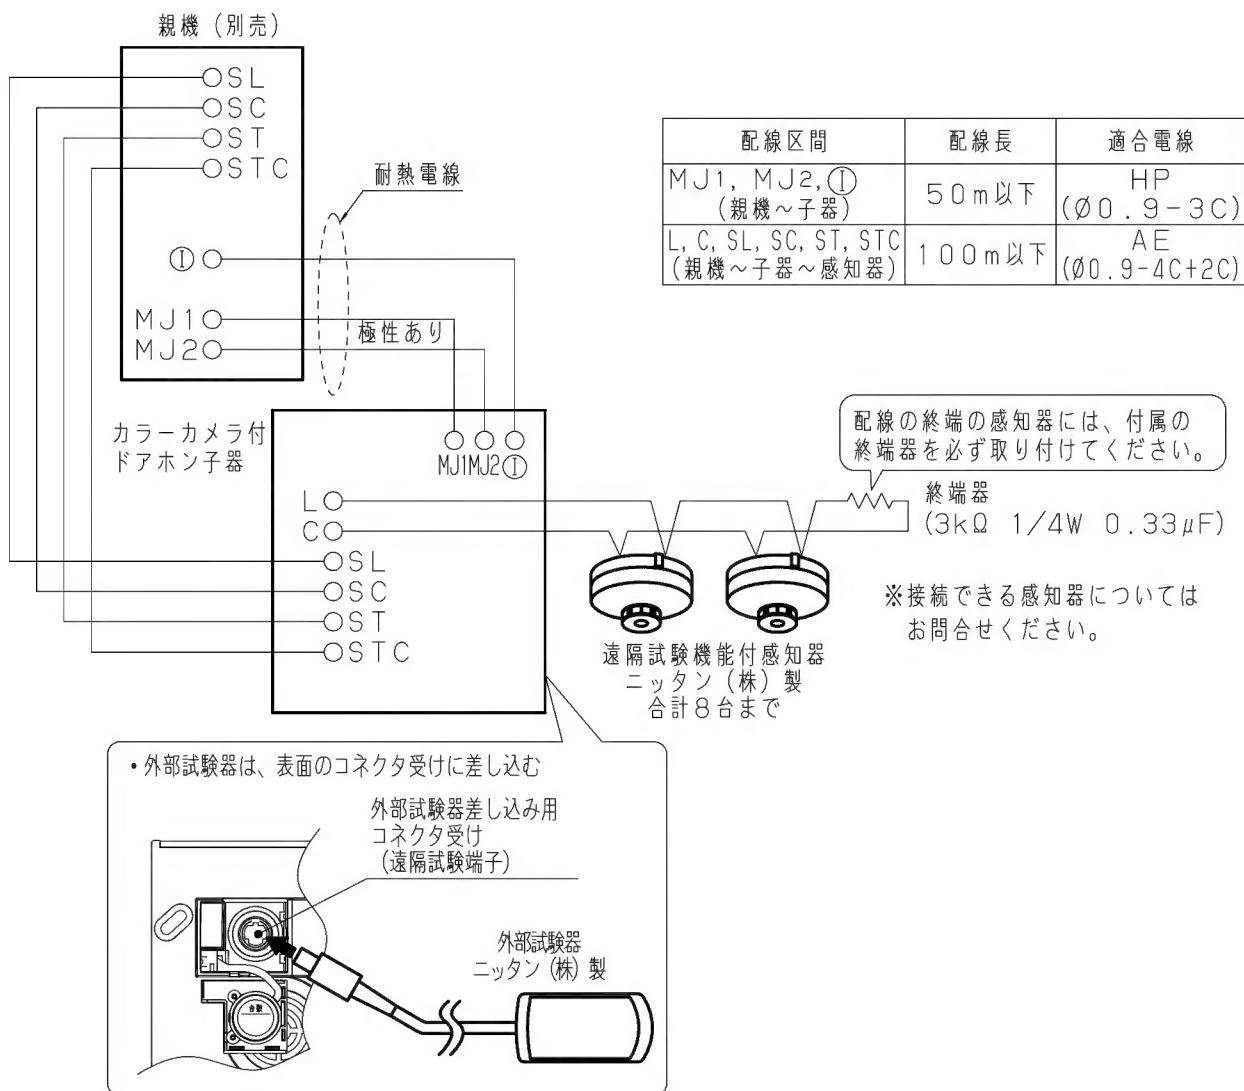 親機（別売）
SL
SC
ST
STC
Ⓘ
MJ1
MJ2
耐熱電線
極性あり
配線区間 配線長 適合電線
MJ1, MJ2, Ⓘ
(親機～子器)
50m以下
HP
(Ø0.9-3C)
L, C, SL, SC, ST, STC
(親機～子器～感知器)
100m以下
AE
(Ø0.9-4C+2C)
カラーカメラ付
ドアホン子器
MJ1MJ2Ⓘ
L
C
SL
SC
ST
STC
配線の終端の感知器には、付属の
終端器を必ず取り付けてください。
終端器
(3kΩ 1/4W 0.33μF)
※接続できる感知器については
お問合せください。
遠隔試験機能付感知器
ニッタン（株）製
合計8台まで
・外部試験器は、表面のコネクタ受けに差し込む
外部試験器差し込み用
コネクタ受け
（遠隔試験端子）
外部試験器
ニッタン（株）製